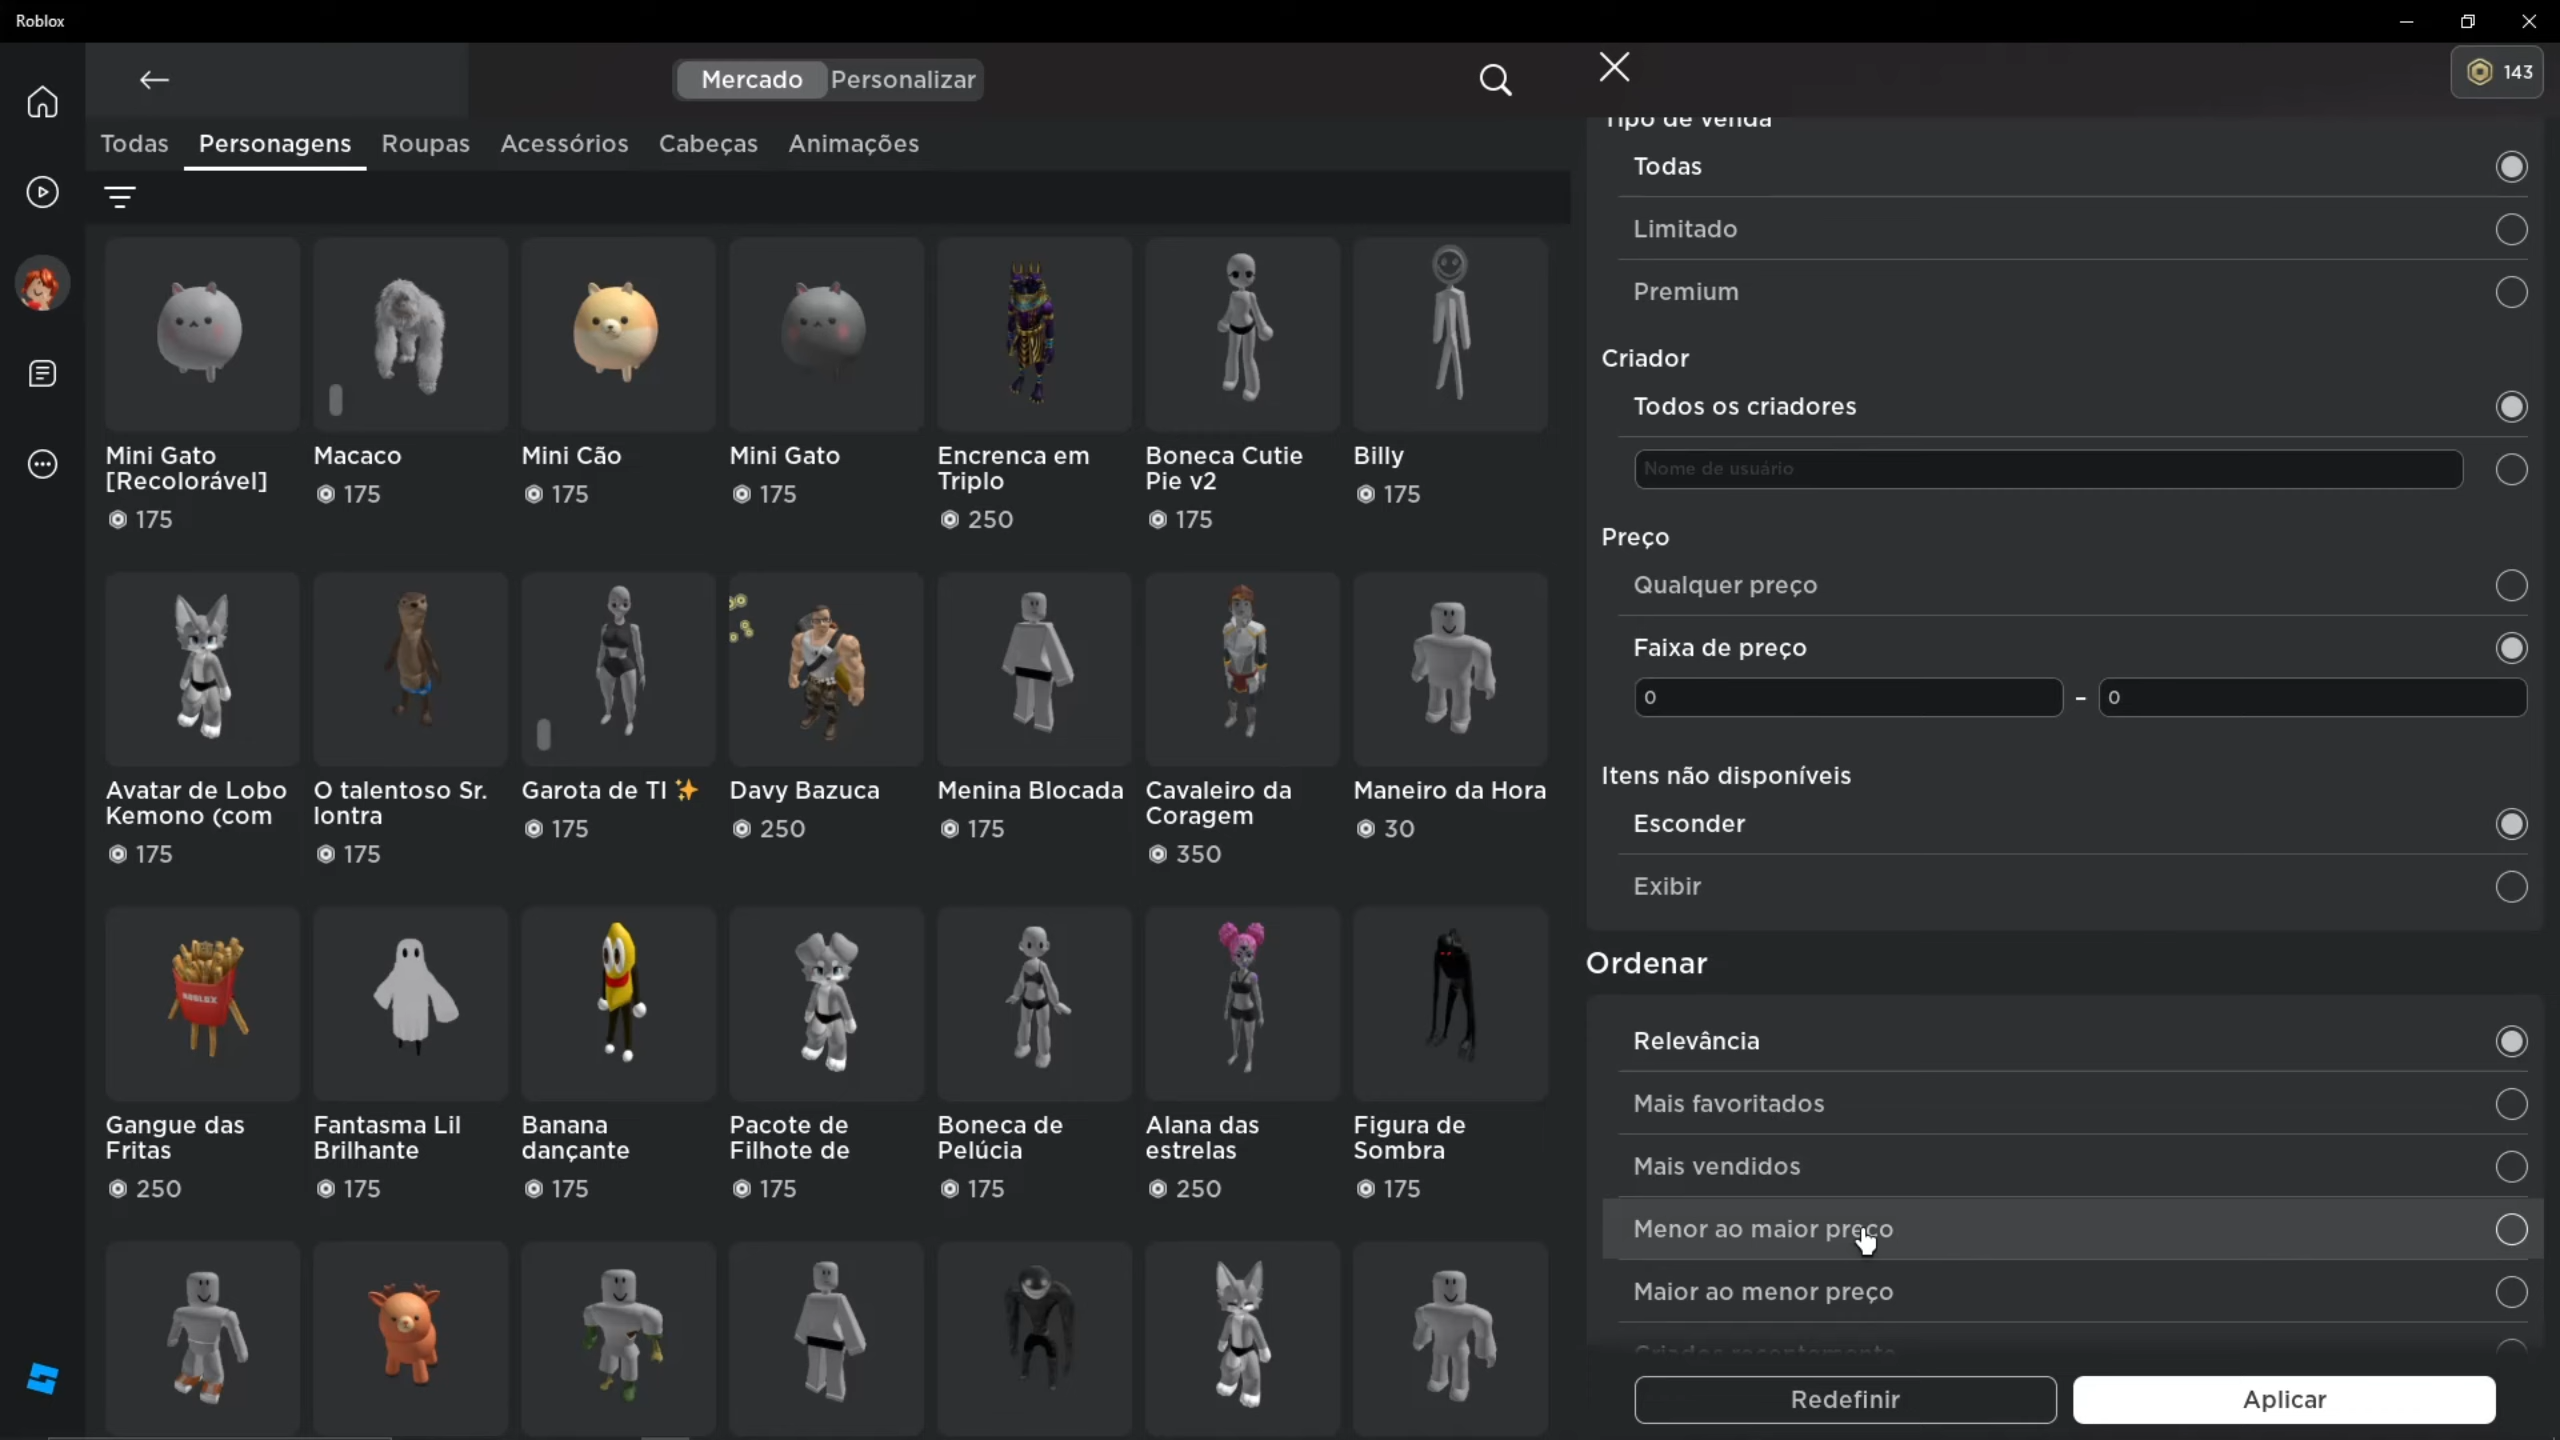 Roblox
143
Mercado
Personalizar
Todas
Personagens
Roupas
Acessórios
Cabeças
Animações
Mini Gato
[Recolorável]
175
Macaco
175
Mini Cão
175
Mini Gato
175
Encrenca em
Triplo
250
Boneca Cutie
Pie v2
175
Billy
175
Avatar de Lobo
Kemono (com
175
O talentoso Sr.
lontra
175
Garota de TI ✨
175
Davy Bazuca
250
Menina Blocada
175
Cavaleiro da
Coragem
350
Maneiro da Hora
30
ROBLOX
Gangue das
Fritas
250
Fantasma Lil
Brilhante
175
Banana
dançante
175
Pacote de
Filhote de
175
Boneca de
Pelúcia
175
Alana das
estrelas
250
Figura de
Sombra
175
Tipo de venda
Todas
Limitado
Premium
Criador
Todos os criadores
Nome de usuário
Preço
Qualquer preço
Faixa de preço
0 - 0
Itens não disponíveis
Esconder
Exibir
Ordenar
Relevância
Mais favoritados
Mais vendidos
Menor ao maior preço
Maior ao menor preço
Criados recentemente
Redefinir
Aplicar